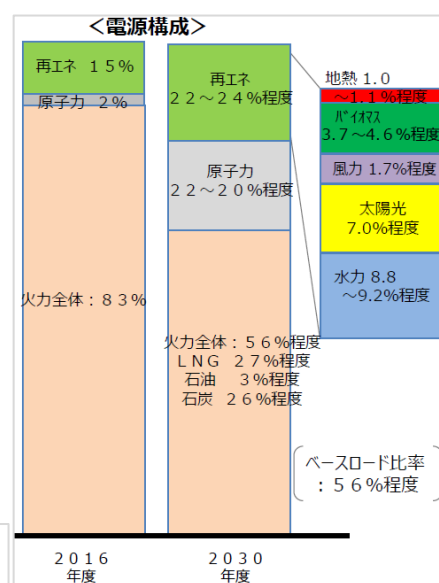 ＜電源構成＞
再エネ １５％
原子力 ２％
火力全体：８３％
２０１６
年度
再エネ
２２～２４％程度
原子力
２２～２０％程度
火力全体：５６％程度
ＬＮＧ ２７％程度
石油 ３％程度
石炭 ２６％程度
２０３０
年度
地熱 1.0
～1.1％程度
ﾊﾞｲｵﾏｽ
3.7～4.6％程度
風力 1.7％程度
太陽光
7.0％程度
水力 8.8
～9.2％程度
ベースロード比率
：５６％程度